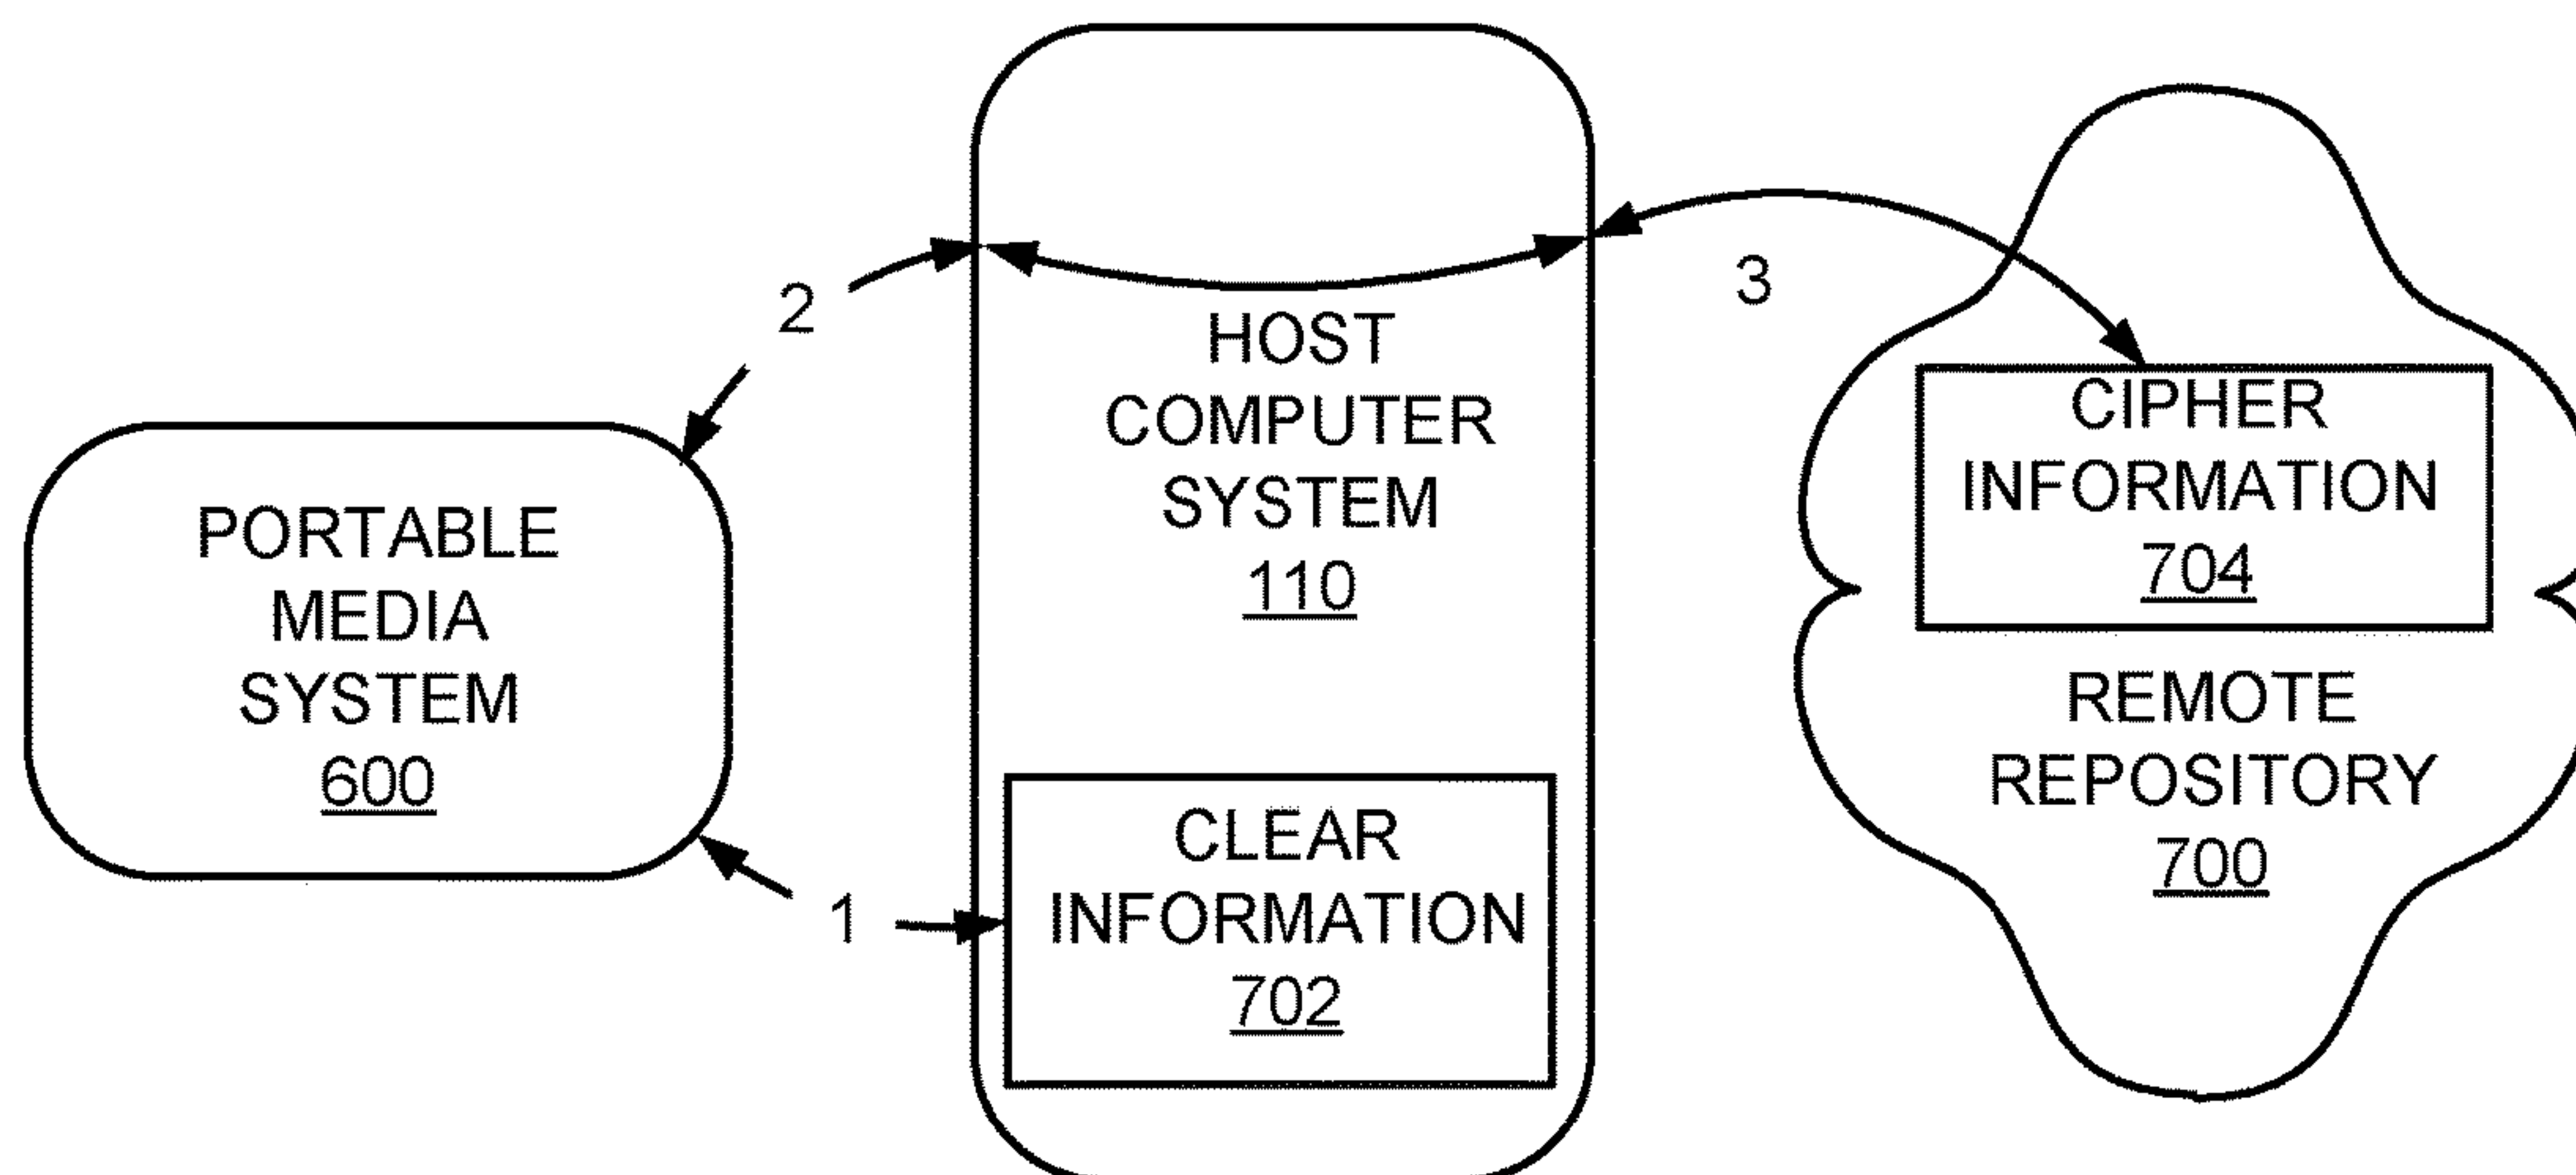 2
3
HOST
COMPUTER
SYSTEM
110
CIPHER
INFORMATION
704
PORTABLE
MEDIA
SYSTEM
600
REMOTE
REPOSITORY
700
1
CLEAR
INFORMATION
702